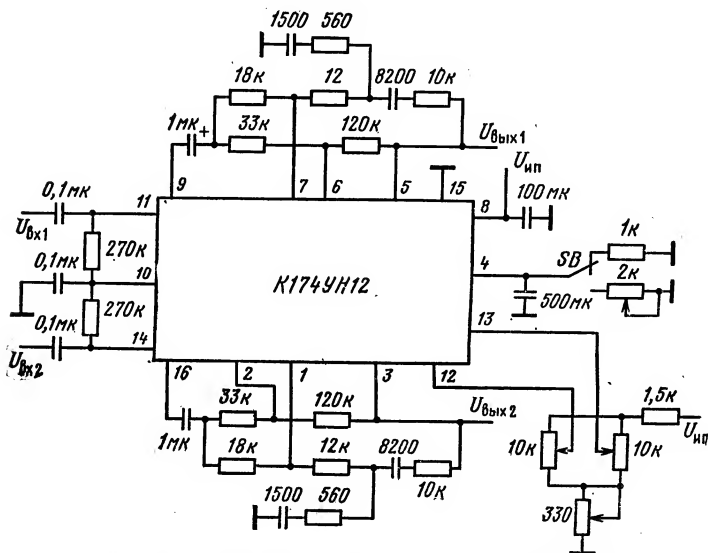 1500 560
18к 12 8200 10к
1мк + 33к 120к
Uвых1
Uип
9 7 6 5 15
8 100мк
0,1мк 11
Uвх1
270к
4 SB 1к
0,1мк 10 К174УН12
2к
500мк
270к
13
0,1мк 14
Uвх2
16 2 1 3 12
33к 120к
Uвых2
1,5к
1мк
Uип
18к 12к 8200
10к 10к
10к
1500 560
330